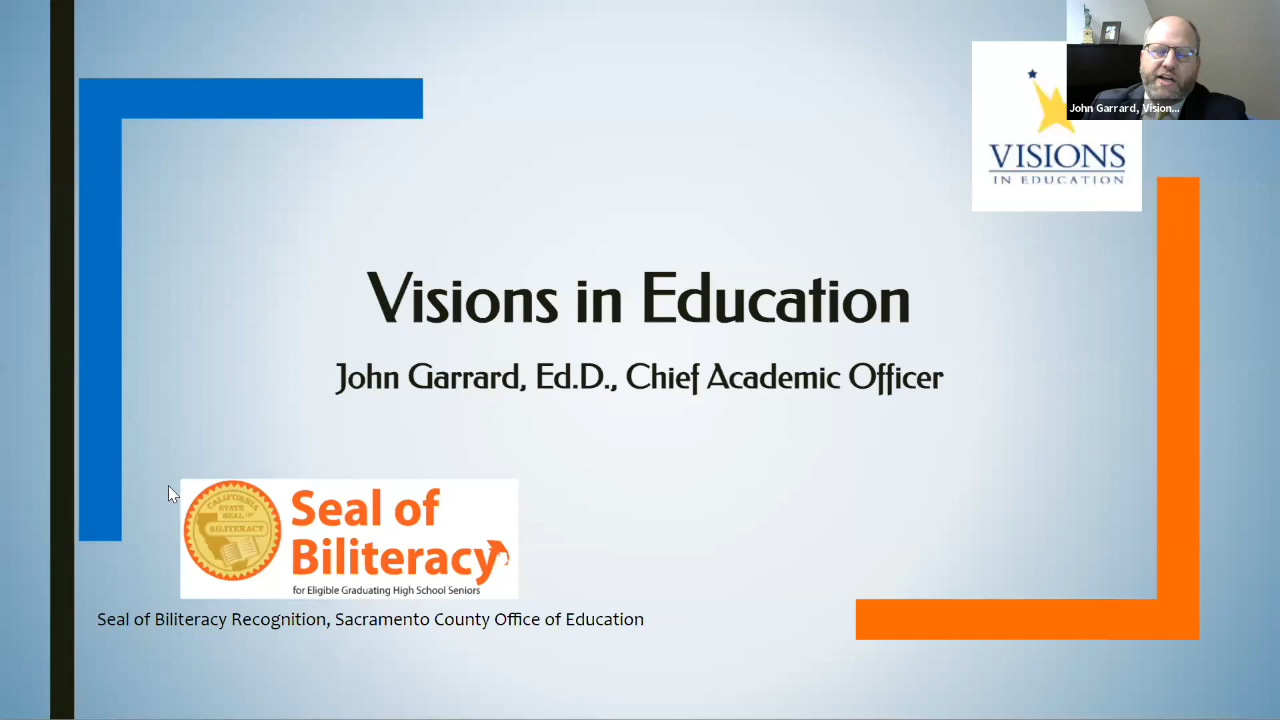 John Garrard, Vision...
VISIONS
IN EDUCATION
Visions in Education
John Garrard, Ed.D., Chief Academic Officer
CALIFORNIA
STATE
SEAL OF
BILITERACY
Seal of
Biliteracy
for Eligible Graduating High School Seniors
Seal of Biliteracy Recognition, Sacramento County Office of Education